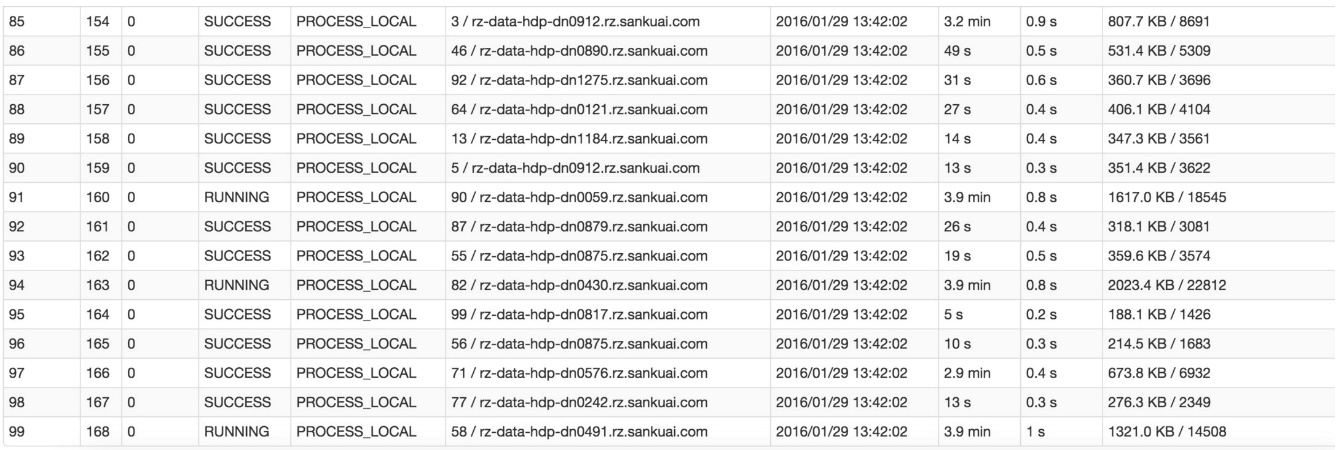 85 154 0 SUCCESS PROCESS_LOCAL 3 / rz-data-hdp-dn0912.rz.sankuai.com 2016/01/29 13:42:02 3.2 min 0.9 s 807.7 KB / 8691
86 155 0 SUCCESS PROCESS_LOCAL 46 / rz-data-hdp-dn0890.rz.sankuai.com 2016/01/29 13:42:02 49 s 0.5 s 531.4 KB / 5309
87 156 0 SUCCESS PROCESS_LOCAL 92 / rz-data-hdp-dn1275.rz.sankuai.com 2016/01/29 13:42:02 31 s 0.6 s 360.7 KB / 3696
88 157 0 SUCCESS PROCESS_LOCAL 64 / rz-data-hdp-dn0121.rz.sankuai.com 2016/01/29 13:42:02 27 s 0.4 s 406.1 KB / 4104
89 158 0 SUCCESS PROCESS_LOCAL 13 / rz-data-hdp-dn1184.rz.sankuai.com 2016/01/29 13:42:02 14 s 0.4 s 347.3 KB / 3561
90 159 0 SUCCESS PROCESS_LOCAL 5 / rz-data-hdp-dn0912.rz.sankuai.com 2016/01/29 13:42:02 13 s 0.3 s 351.4 KB / 3622
91 160 0 RUNNING PROCESS_LOCAL 90 / rz-data-hdp-dn0059.rz.sankuai.com 2016/01/29 13:42:02 3.9 min 0.8 s 1617.0 KB / 18545
92 161 0 SUCCESS PROCESS_LOCAL 87 / rz-data-hdp-dn0879.rz.sankuai.com 2016/01/29 13:42:02 26 s 0.4 s 318.1 KB / 3081
93 162 0 SUCCESS PROCESS_LOCAL 55 / rz-data-hdp-dn0875.rz.sankuai.com 2016/01/29 13:42:02 19 s 0.5 s 359.6 KB / 3574
94 163 0 RUNNING PROCESS_LOCAL 82 / rz-data-hdp-dn0430.rz.sankuai.com 2016/01/29 13:42:02 3.9 min 0.8 s 2023.4 KB / 22812
95 164 0 SUCCESS PROCESS_LOCAL 99 / rz-data-hdp-dn0817.rz.sankuai.com 2016/01/29 13:42:02 5 s 0.2 s 188.1 KB / 1426
96 165 0 SUCCESS PROCESS_LOCAL 56 / rz-data-hdp-dn0875.rz.sankuai.com 2016/01/29 13:42:02 10 s 0.3 s 214.5 KB / 1683
97 166 0 SUCCESS PROCESS_LOCAL 71 / rz-data-hdp-dn0576.rz.sankuai.com 2016/01/29 13:42:02 2.9 min 0.4 s 673.8 KB / 6932
98 167 0 SUCCESS PROCESS_LOCAL 77 / rz-data-hdp-dn0242.rz.sankuai.com 2016/01/29 13:42:02 13 s 0.3 s 276.3 KB / 2349
99 168 0 RUNNING PROCESS_LOCAL 58 / rz-data-hdp-dn0491.rz.sankuai.com 2016/01/29 13:42:02 3.9 min 1 s 1321.0 KB / 14508